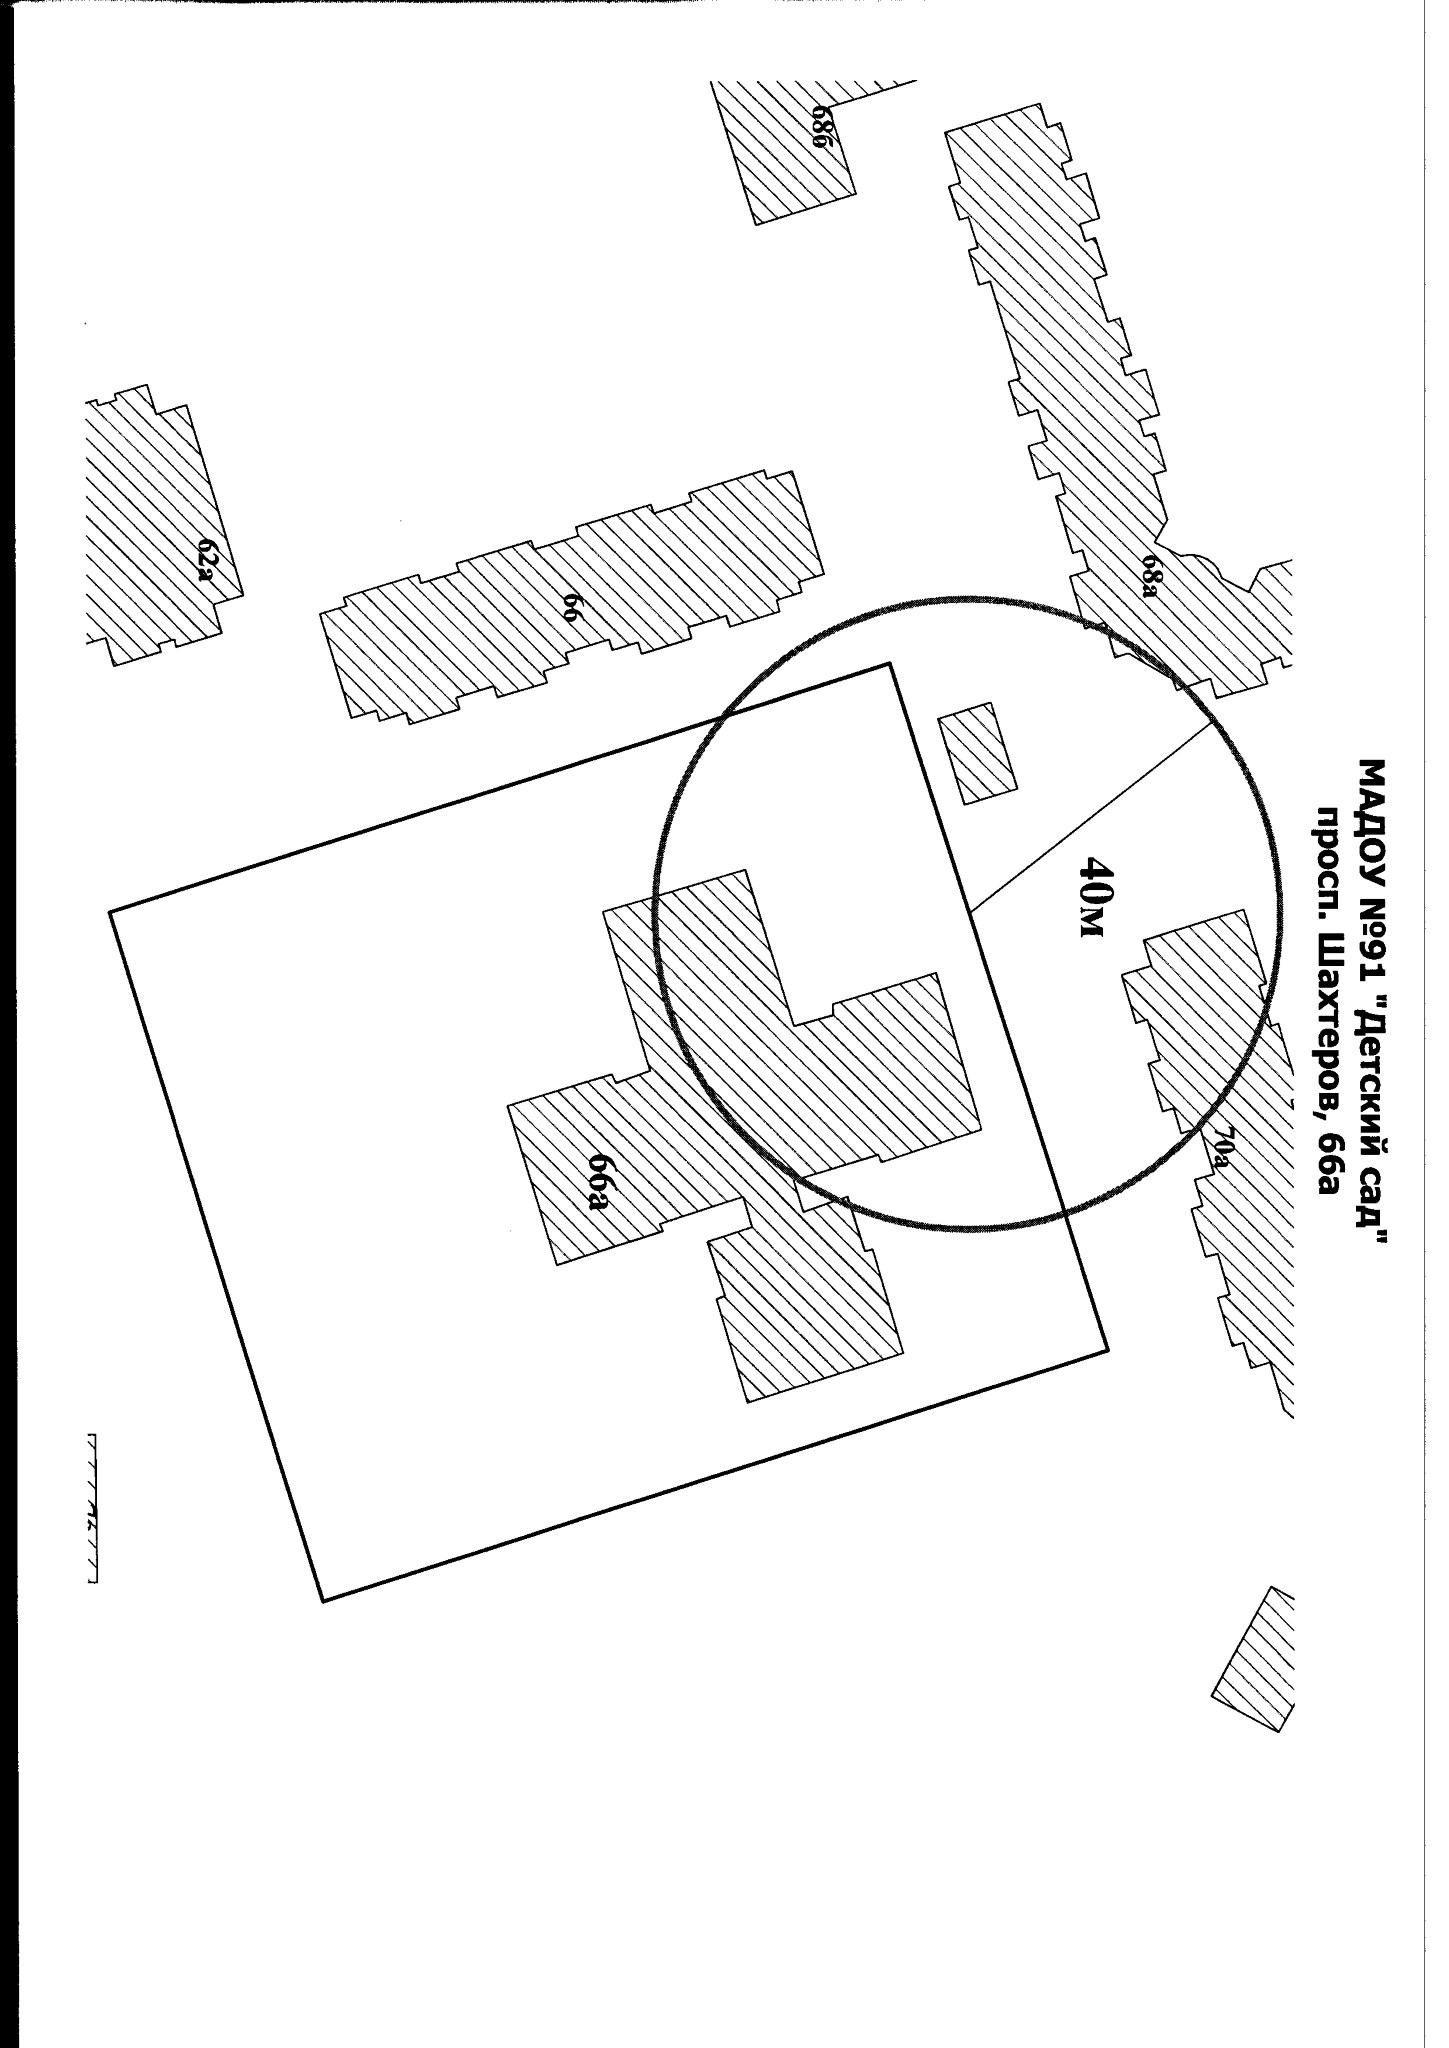 МАДОУ №91 "Детский сад"
просп. Шахтеров, 66а
68б
68а
62а
66
40м
70а
66а